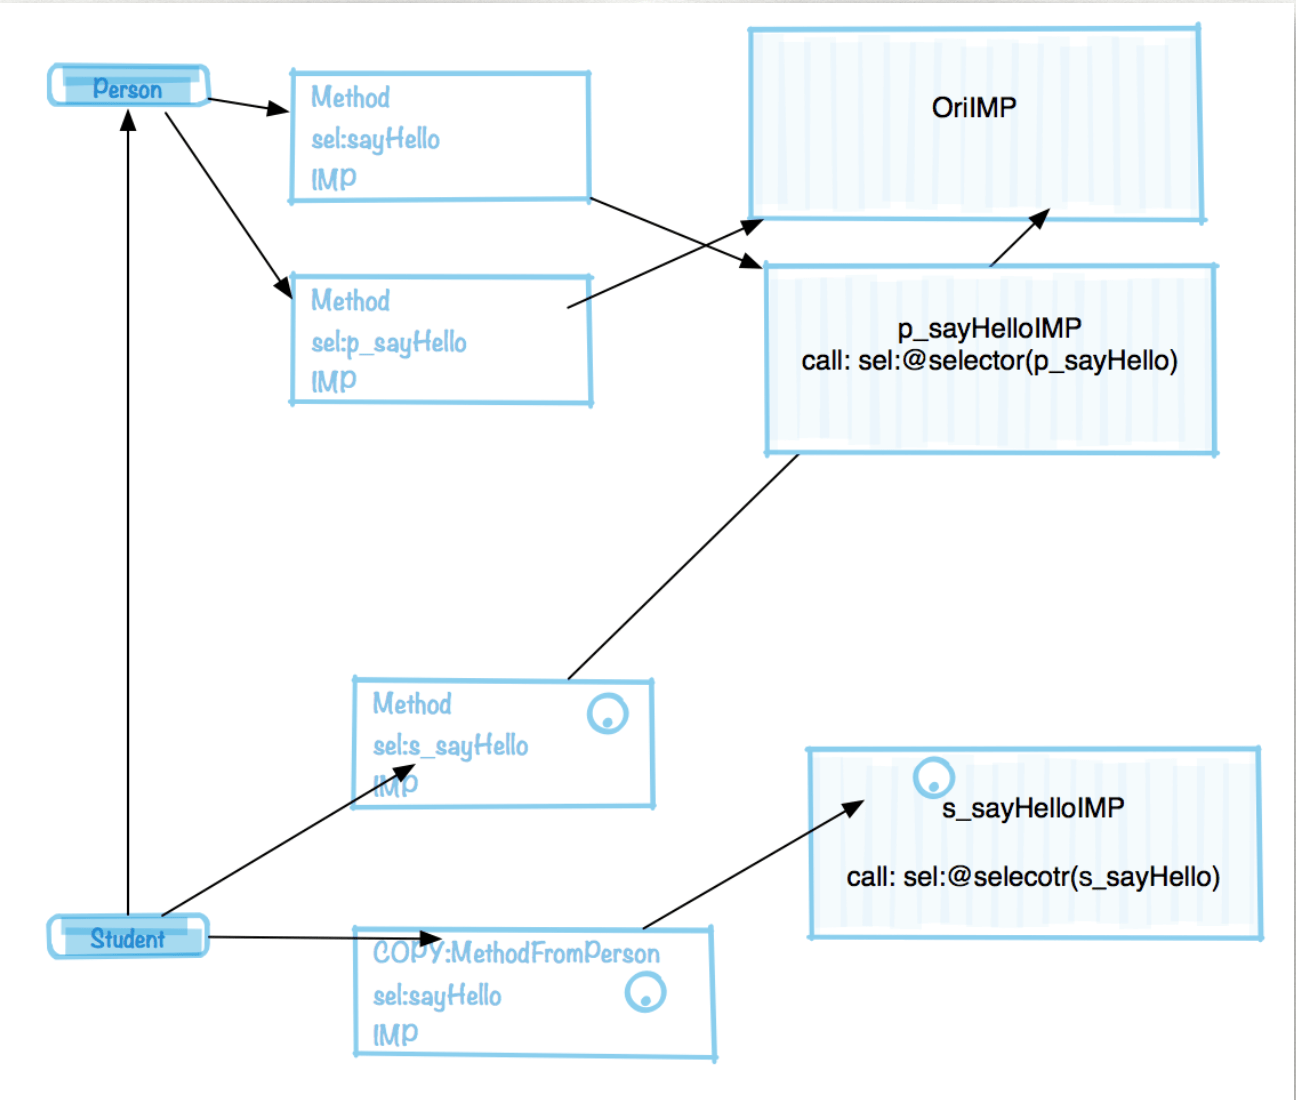 Person
Method
sel:sayHello
IMP
OriIMP
Method
sel:p_sayHello
IMP
p_sayHelloIMP
call: sel:@selector(p_sayHello)
Method
sel:s_sayHello
IMP
s_sayHelloIMP
call: sel:@selecotr(s_sayHello)
Student
COPY:MethodFromPerson
sel:sayHello
IMP